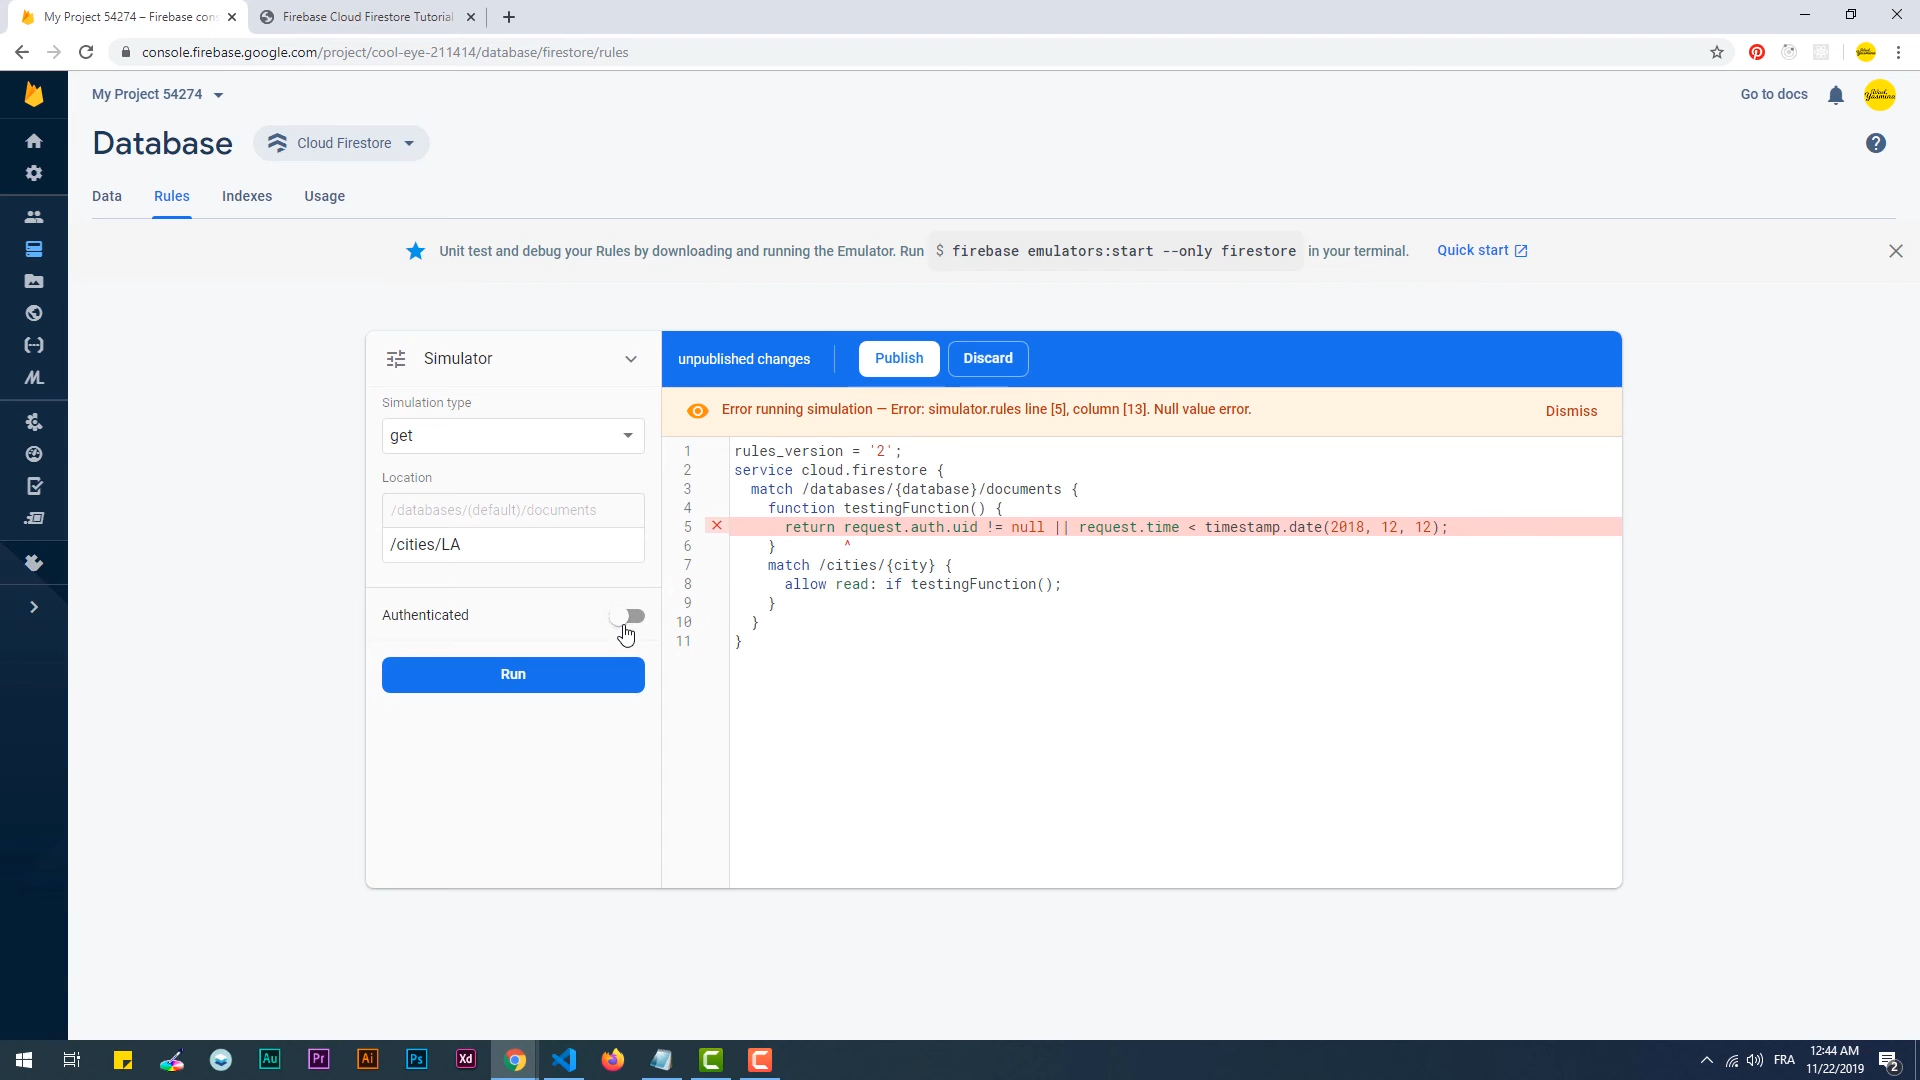 My Project 54274 – Firebase cons
Firebase Cloud Firestore Tutorial
console.firebase.google.com/project/cool-eye-211414/database/firestore/rules
My Project 54274
Go to docs
Database
Cloud Firestore
Data
Rules
Indexes
Usage
Unit test and debug your Rules by downloading and running the Emulator. Run $ firebase emulators:start --only firestore in your terminal. Quick start
Simulator
unpublished changes
Publish
Discard
Simulation type
get
Error running simulation — Error: simulator.rules line [5], column [13]. Null value error.
Dismiss
Location
/databases/(default)/documents
/cities/LA
Authenticated
Run
1 rules_version = '2';
2 service cloud.firestore {
3 match /databases/{database}/documents {
4 function testingFunction() {
5 return request.auth.uid != null || request.time < timestamp.date(2018, 12, 12);
6 } ^
7 match /cities/{city} {
8 allow read: if testingFunction();
9 }
10 }
11 }
Au
Pr
Ai
Ps
Xd
FRA
12:44 AM
11/22/2019
2